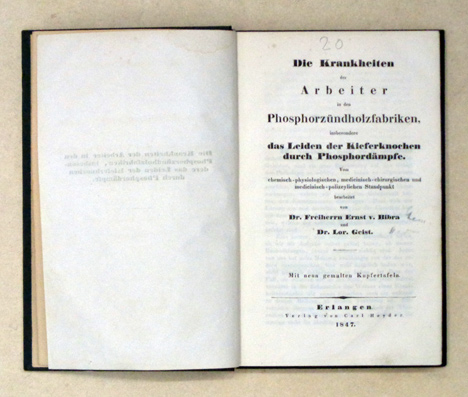 20
Die Krankheiten
der
Arbeiter
in den
Phosphorzündholzfabriken,
insbesondere
das Leiden der Kieferknochen
durch Phosphordämpfe.
Vom
chemisch-physiologischen, medicinisch-chirurgischen und
medicinisch-polizeylichen Standpunkt
bearbeitet
von
Dr. Freiherrn Ernst v. Bibra
und
Dr. Lor. Geist.
Mit neun gemalten Kupfertafeln.
Erlangen
Verlag von Carl Heyder
1847.